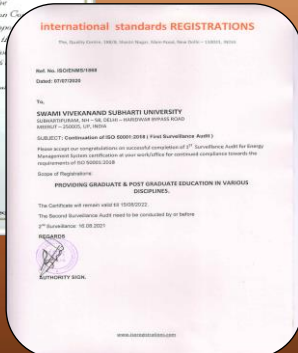 international standards REGISTRATIONS
Ref. No. ISO/ENMS/1888
Dated: 07/07/2020
To,
SWAMI VIVEKANAND SUBHARTI UNIVERSITY
SUBHARTIPURAM, NH – 58, DELHI – HARIDWAR BYPASS ROAD
MEERUT – 250005, UP, INDIA
SUBJECT: Continuation of ISO 50001:2018 ( First Surveillance Audit )
Please accept our congratulations on successful completion of 1st Surveillance Audit for Energy
Management System certification at your work/office for continued compliance towards the
requirements of ISO 50001:2018
Scope of Registrations:
PROVIDING GRADUATE & POST GRADUATE EDUCATION IN VARIOUS
DISCIPLINES.
The Certificate will remain valid till 15/09/2022.
The Second Surveillance Audit need to be conducted by or before
2nd Surveillance: 16.08.2021
REGARDS
AUTHORITY SIGN.